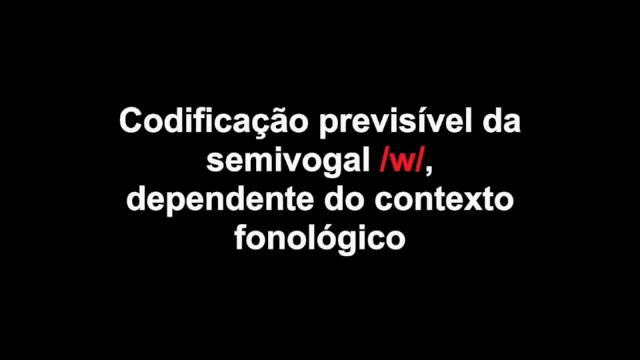 Codificação previsível da
semivogal /w/,
dependente do contexto
fonológico